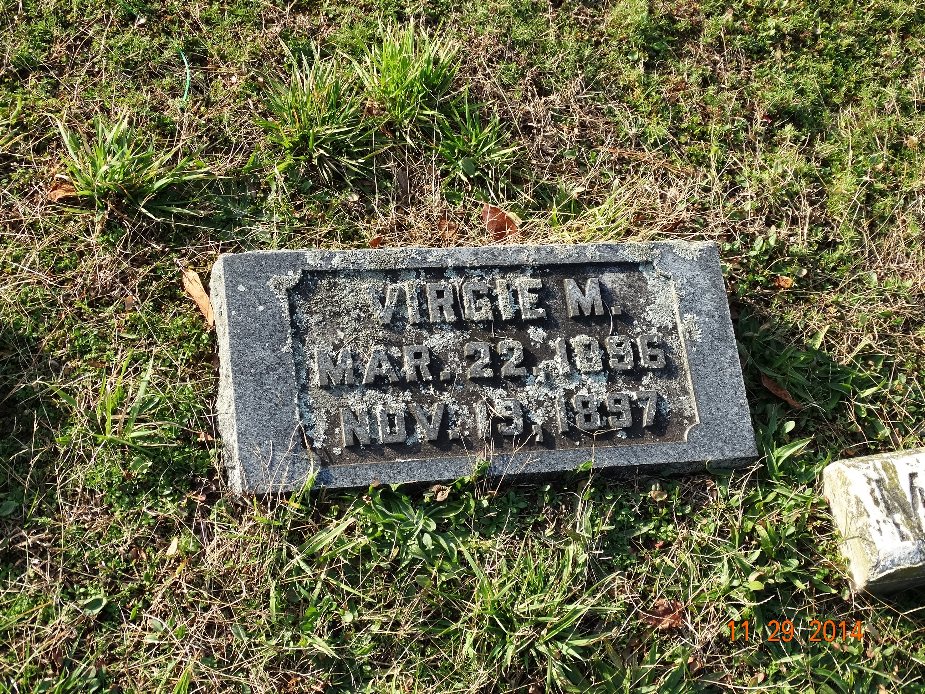 VIRGIE M.
MAR. 22, 1896
NOV. 19, 1897
11 29 2014